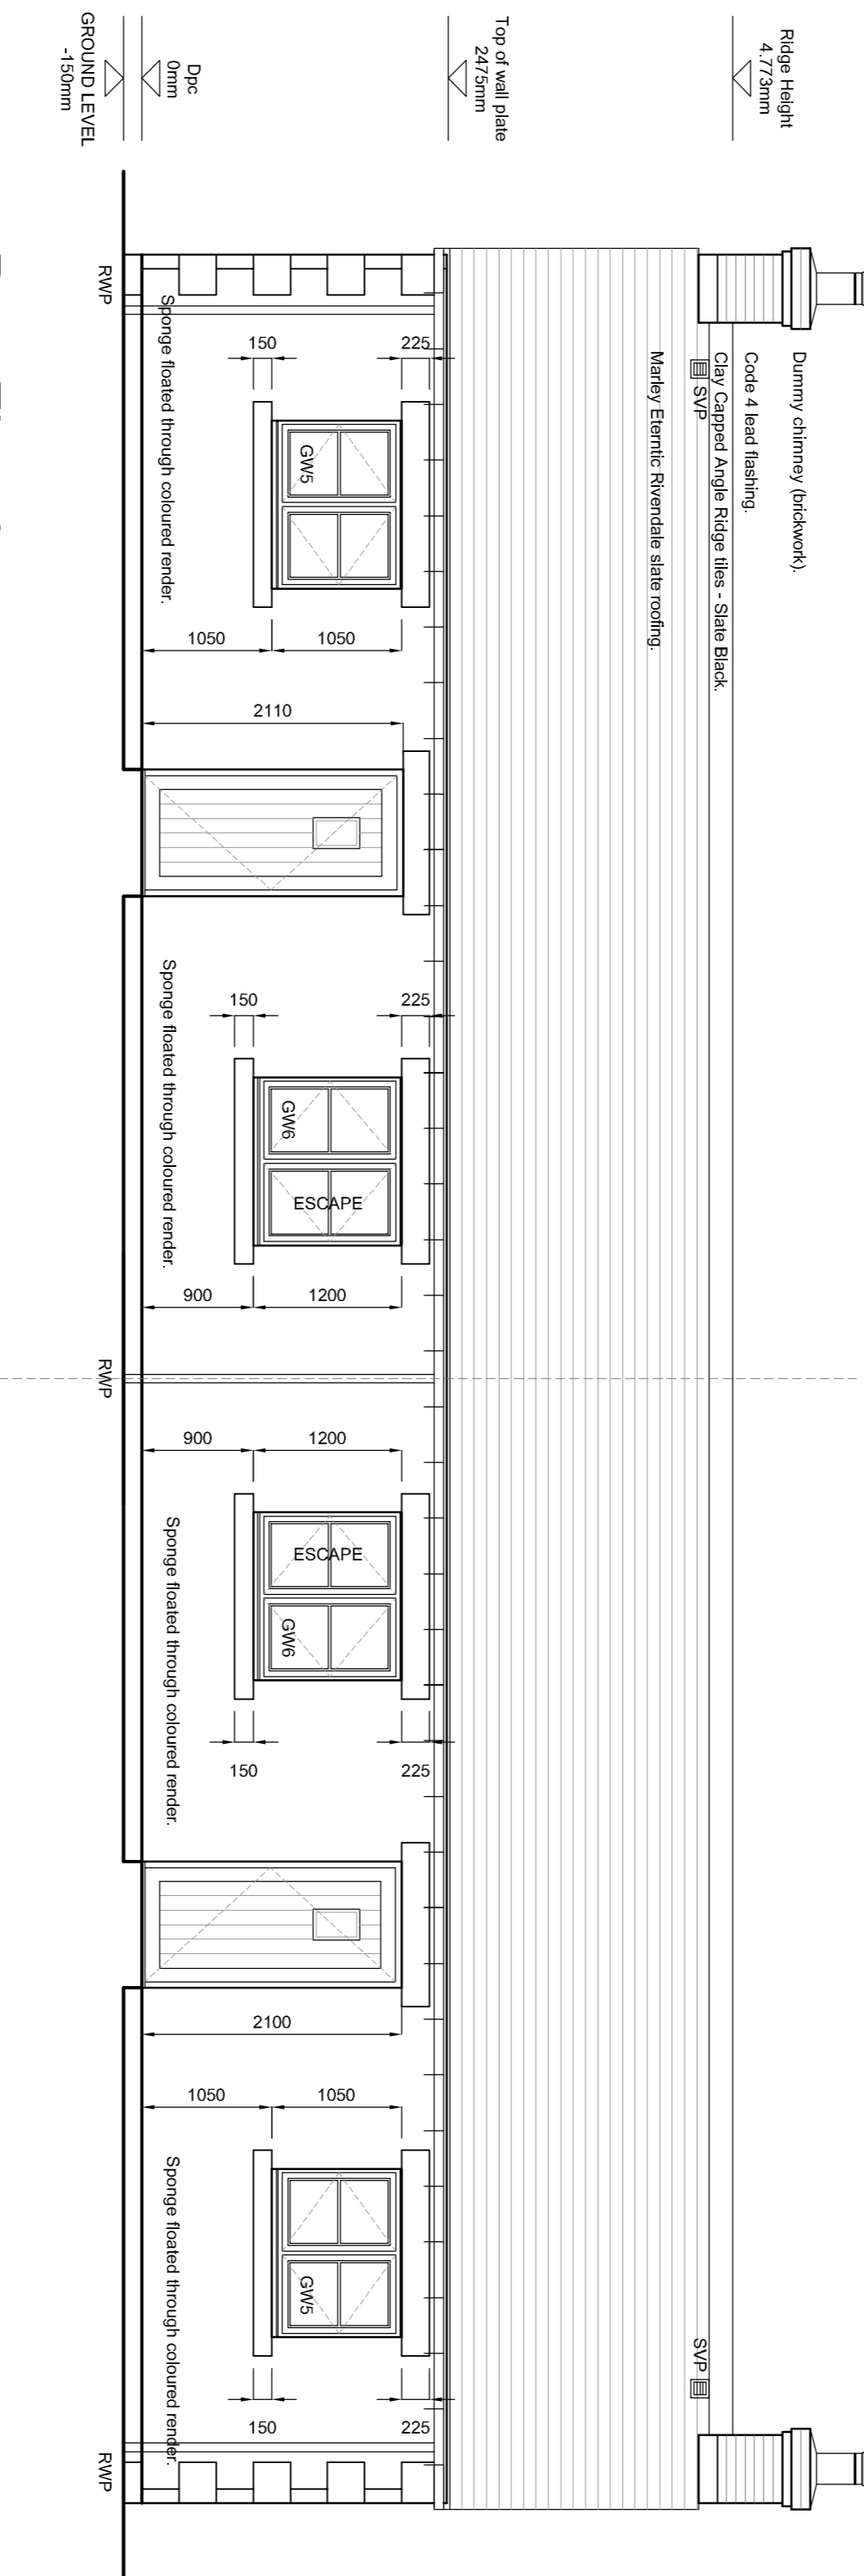 Ridge Height
4.773mm
Top of wall plate
2475mm
Dpc
0mm
GROUND LEVEL
-150mm
Dummy chimney (brickwork).
Code 4 lead flashing.
Clay Capped Angle Ridge tiles - Slate Black.
SVP
Marley Eterntic Rivendale slate roofing.
SVP
225
150
GW5
1050
1050
2110
225
150
GW6
ESCAPE
1200
900
1200
900
ESCAPE
GW6
225
150
2100
1050
1050
GW5
225
150
Sponge floated through coloured render.
Sponge floated through coloured render.
Sponge floated through coloured render.
Sponge floated through coloured render.
RWP
RWP
RWP